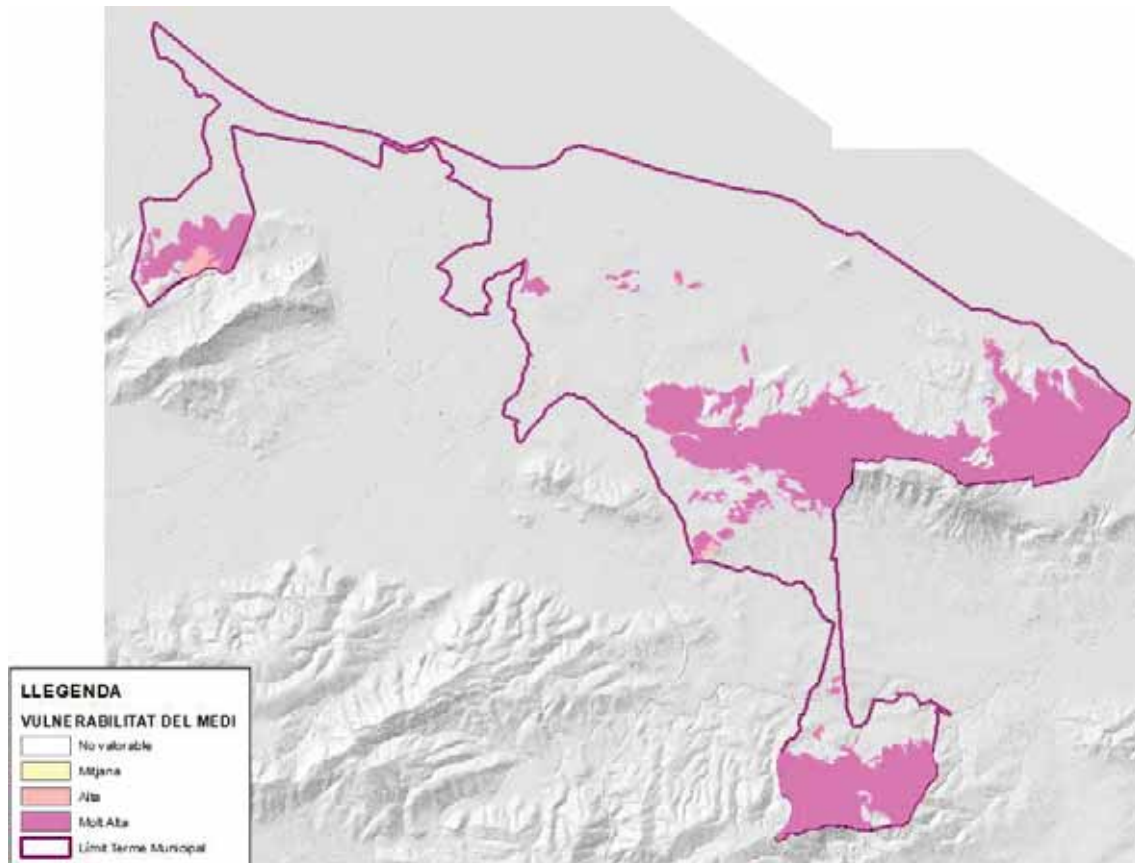 LLEGENDA
VULNERABILITAT DEL MEDI
No valorable
Mitjana
Alta
Molt Alta
Límit Terme Municipal